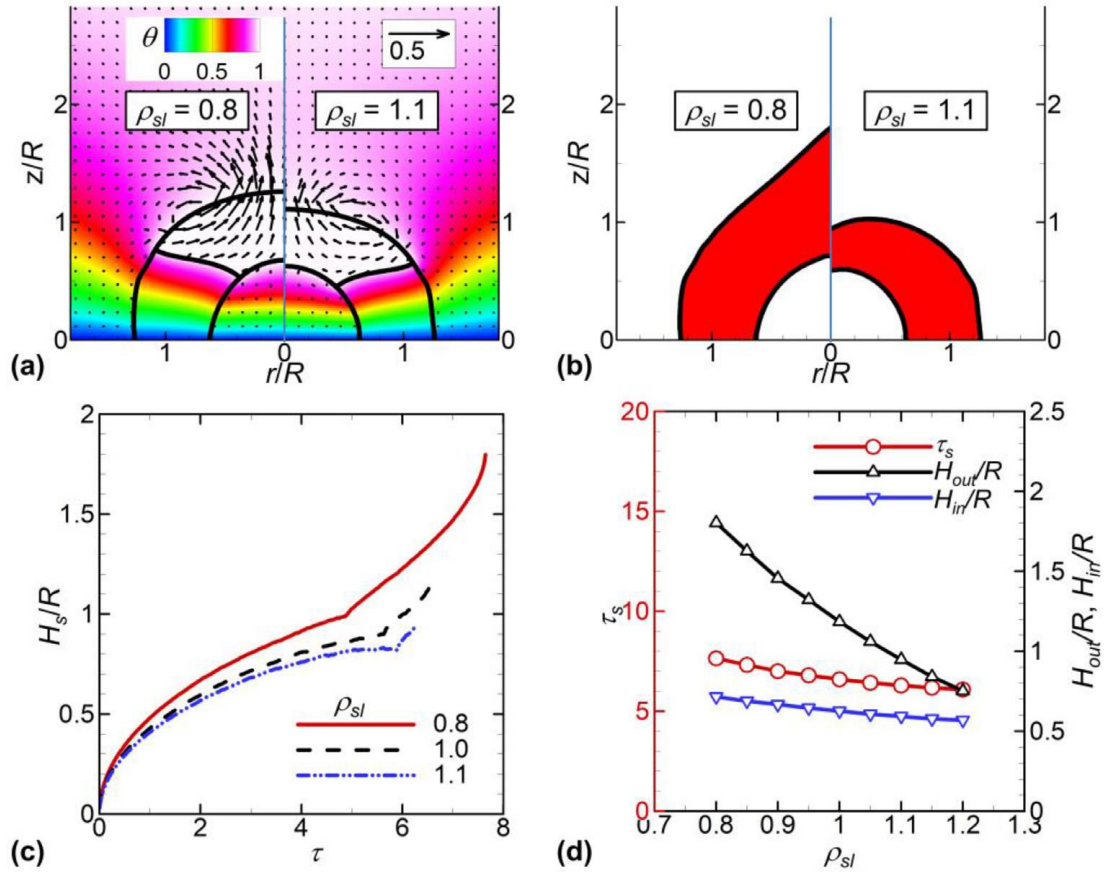 θ
0 0.5 1
0.5
ρsl = 0.8
ρsl = 1.1
z/R
2
1
0
2
1
0
1 0 1
r/R
(a)
ρsl = 0.8
ρsl = 1.1
z/R
2
1
0
2
1
0
1 0 1
r/R
(b)
Hs/R
2
1.5
1
0.5
0
0 2 4 6 8
τ
ρsl
0.8
1.0
1.1
(c)
τs
20
15
10
5
0
τs
Hout/R
Hin/R
2.5
2
1.5
1
0.5
0
Hout/R, Hin/R
0.7 0.8 0.9 1 1.1 1.2 1.3
ρsl
(d)